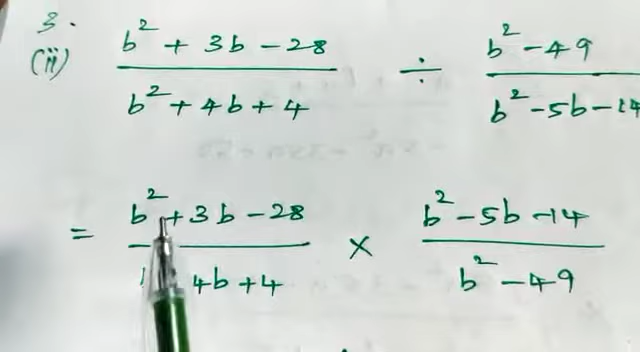 3.
(ii) b² + 3b - 28 / b² + 4b + 4 ÷ b² - 49 / b² - 5b - 14
= b² + 3b - 28 / 4b + 4 × b² - 5b - 14 / b² - 49